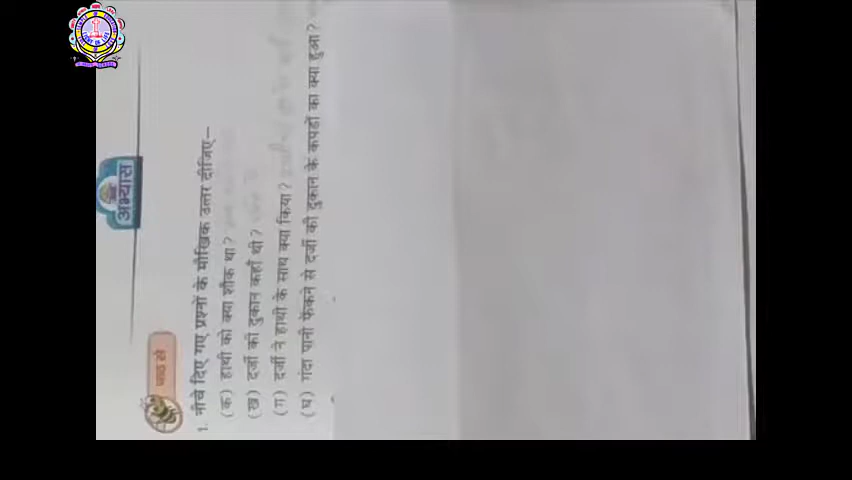 अभ्यास
पाठ से
1. नीचे दिए गए प्रश्नों के मौखिक उत्तर दीजिए—
(क) हाथी को क्या शौक था?
(ख) दर्जी की दुकान कहाँ थी?
(ग) दर्जी ने हाथी के साथ क्या किया?
(घ) गंदा पानी फेंकने से दर्जी की दुकान के कपड़ों का क्या हुआ?